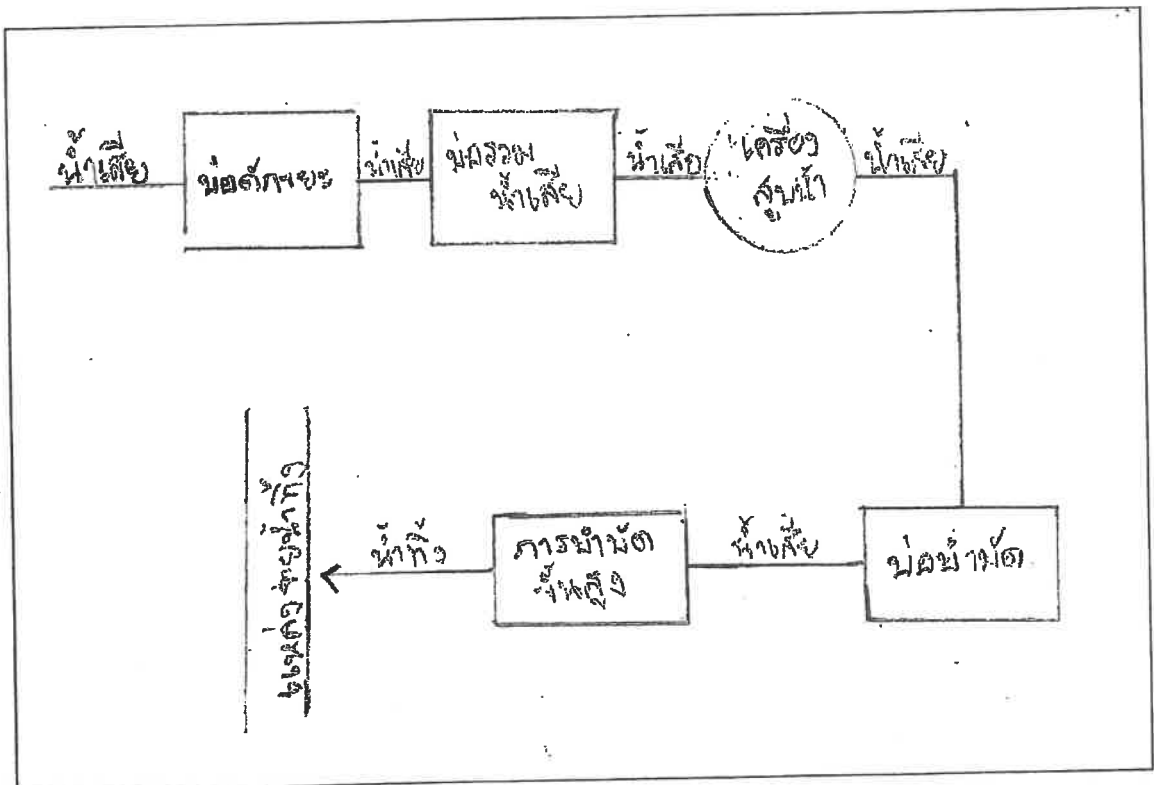 น้ำเสีย
บ่อดักขยะ
น้ำเสีย
บ่อรวม
น้ำเสีย
น้ำเสีย
เครื่อง
สูบน้ำ
น้ำเสีย
บ่อบำบัด
น้ำเสีย
การบำบัด
ขั้นสูง
น้ำทิ้ง
แหล่งรองรับน้ำทิ้ง